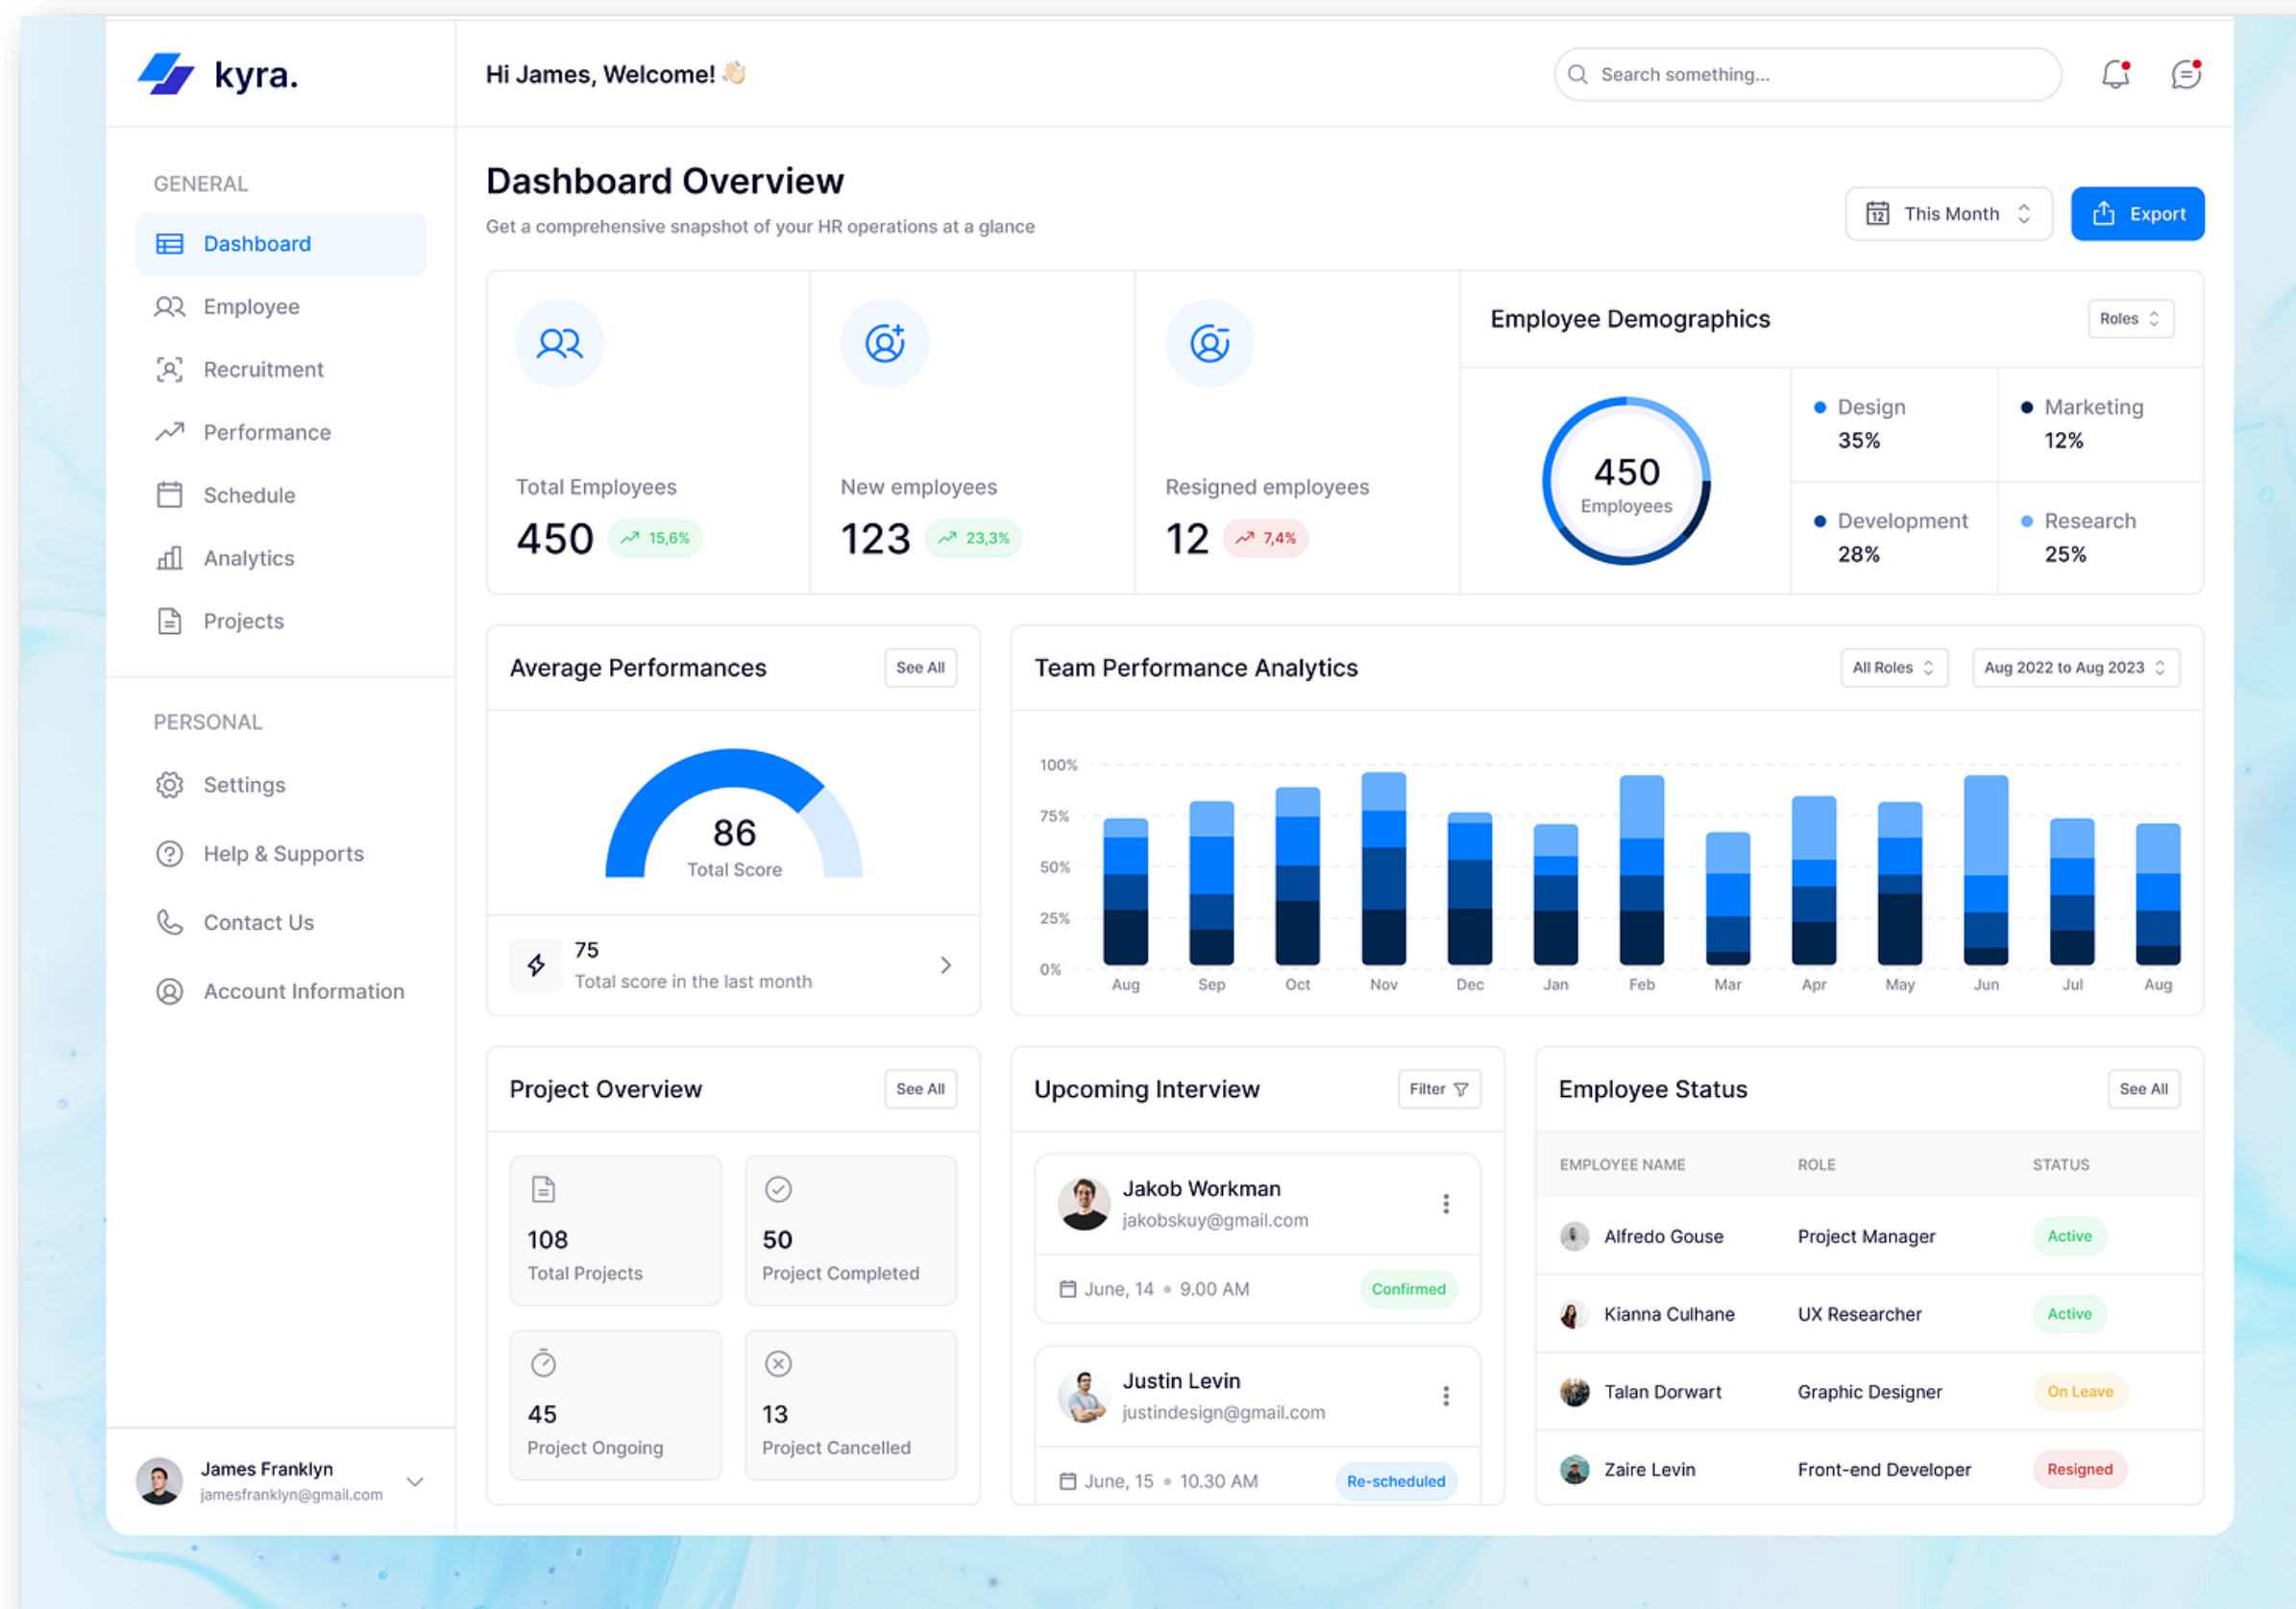 kyra.
Hi James, Welcome! 👋🏻
Search something...
GENERAL
Dashboard
Employee
Recruitment
Performance
Schedule
Analytics
Projects
PERSONAL
Settings
Help & Supports
Contact Us
Account Information
James Franklyn
jamesfranklyn@gmail.com
Dashboard Overview
Get a comprehensive snapshot of your HR operations at a glance
12
This Month
Export
Total Employees
450 15,6%
New employees
123 23,3%
Resigned employees
12 7,4%
Employee Demographics
Roles
450
Employees
Design
35%
Marketing
12%
Development
28%
Research
25%
Average Performances
See All
86
Total Score
75
Total score in the last month
Team Performance Analytics
All Roles
Aug 2022 to Aug 2023
100%
75%
50%
25%
0%
Aug Sep Oct Nov Dec Jan Feb Mar Apr May Jun Jul Aug
Project Overview
See All
108
Total Projects
50
Project Completed
45
Project Ongoing
13
Project Cancelled
Upcoming Interview
Filter
Jakob Workman
jakobskuy@gmail.com
June, 14 • 9.00 AM
Confirmed
Justin Levin
justindesign@gmail.com
June, 15 • 10.30 AM
Re-scheduled
Employee Status
See All
EMPLOYEE NAME ROLE STATUS
Alfredo Gouse Project Manager Active
Kianna Culhane UX Researcher Active
Talan Dorwart Graphic Designer On Leave
Zaire Levin Front-end Developer Resigned